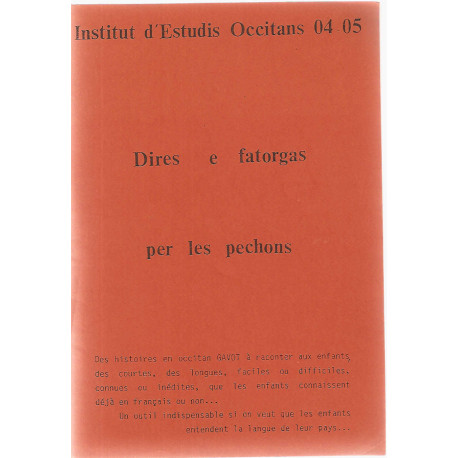 Institut d'Estudis Occitans 04 05
Dires e fatorgas
per les pechons
Des histoires en occitan GAVOT à raconter aux enfants,
des courtes, des longues, faciles ou difficiles,
connues ou inédites, que les enfants connaissent
déjà en français ou non...
Un outil indispensable si on veut que les enfants
entendent la langue de leur pays...